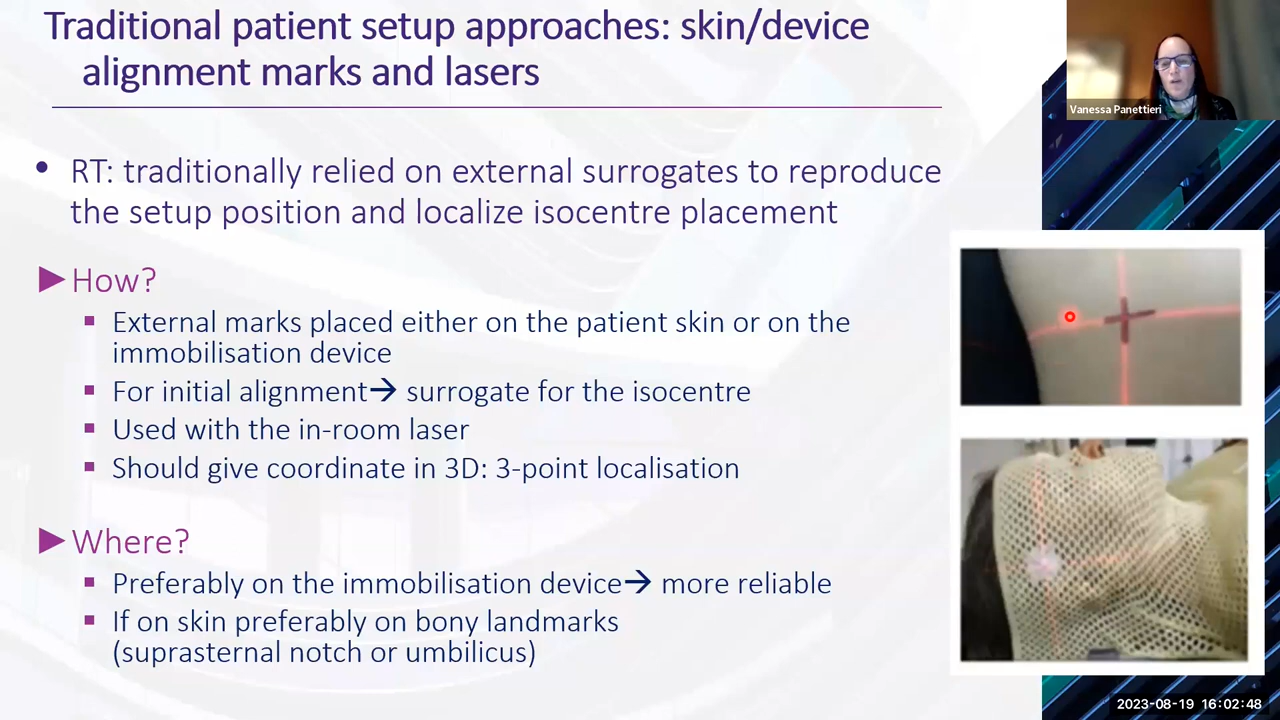 Traditional patient setup approaches: skin/device
alignment marks and lasers
Vanessa Panettieri
• RT: traditionally relied on external surrogates to reproduce
the setup position and localize isocentre placement
►How?
▪ External marks placed either on the patient skin or on the
immobilisation device
▪ For initial alignment→ surrogate for the isocentre
▪ Used with the in-room laser
▪ Should give coordinate in 3D: 3-point localisation
►Where?
▪ Preferably on the immobilisation device→ more reliable
▪ If on skin preferably on bony landmarks
(suprasternal notch or umbilicus)
2023-08-19 16:02:48